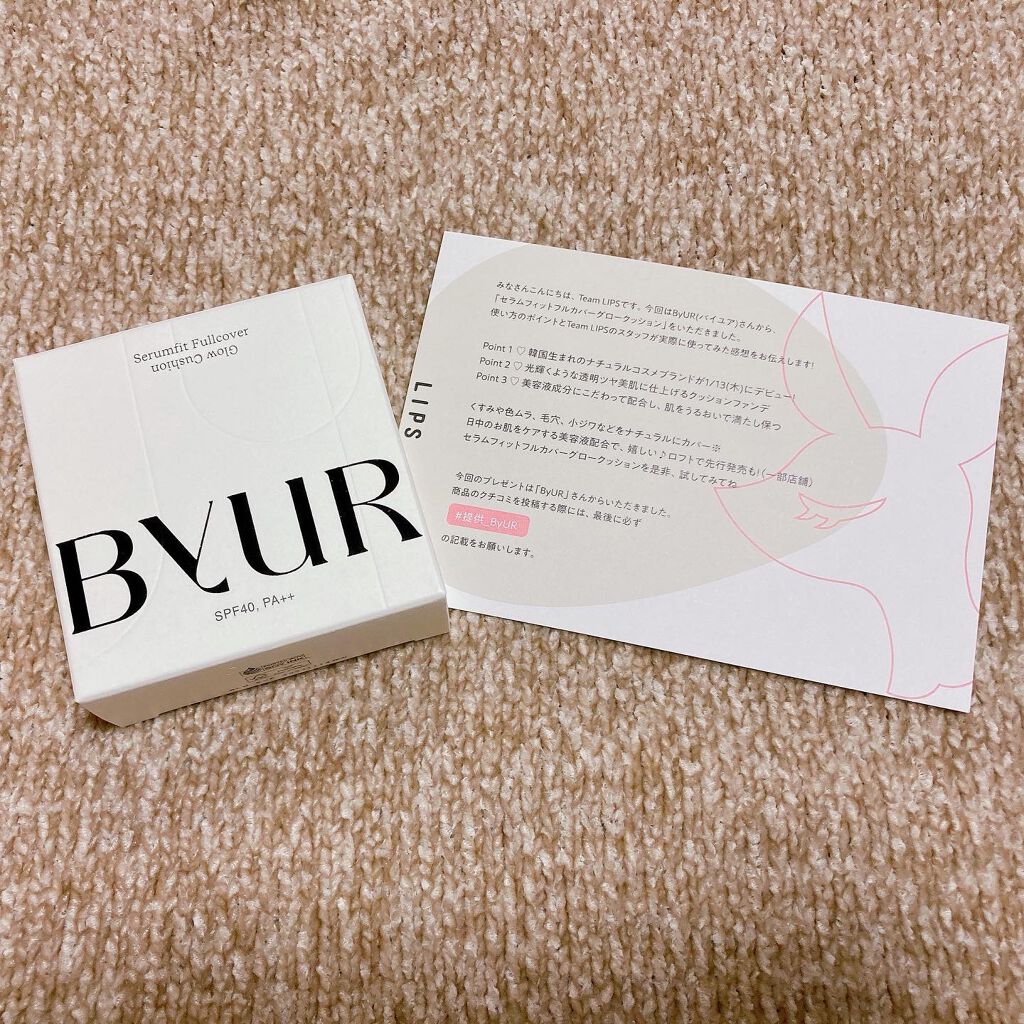 Serumfit Fullcover
Glow Cushion
BYUR
SPF40, PA++
LIPS
みなさんこんにちは、Team LIPSです。今回はByUR(バイユア)さんから、
「セラムフィットフルカバーグロークッション」をいただきました。
使い方のポイントとTeam LIPSのスタッフが実際に使ってみた感想をお伝えします!
Point 1 ♡ 韓国生まれのナチュラルコスメブランドが1/13(木)にデビュー!
Point 2 ♡ 光輝くような透明ツヤ美肌に仕上げるクッションファンデ
Point 3 ♡ 美容液成分にこだわって配合し、肌をうるおいで満たし保つ
くすみや色ムラ、毛穴、小ジワなどをナチュラルにカバー※
日中のお肌をケアする美容液配合で、嬉しい♪ロフトで先行発売も!(一部店舗)
セラムフィットフルカバーグロークッションを是非、試してみてね
今回のプレゼントは「ByUR」さんからいただきました。
商品のクチコミを投稿する際には、最後に必ず
#提供_ByUR
の記載をお願いします。